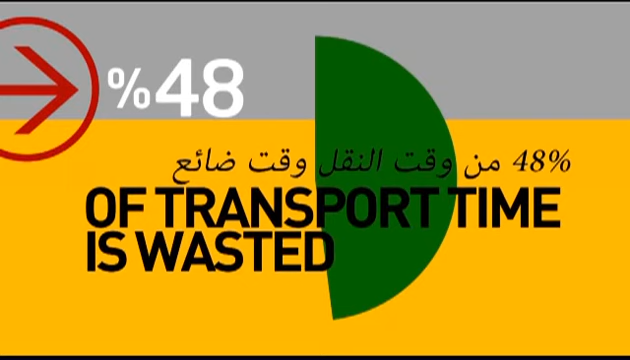 %48
48% من وقت النقل وقت ضائع
OF TRANSPORT TIME
IS WASTED